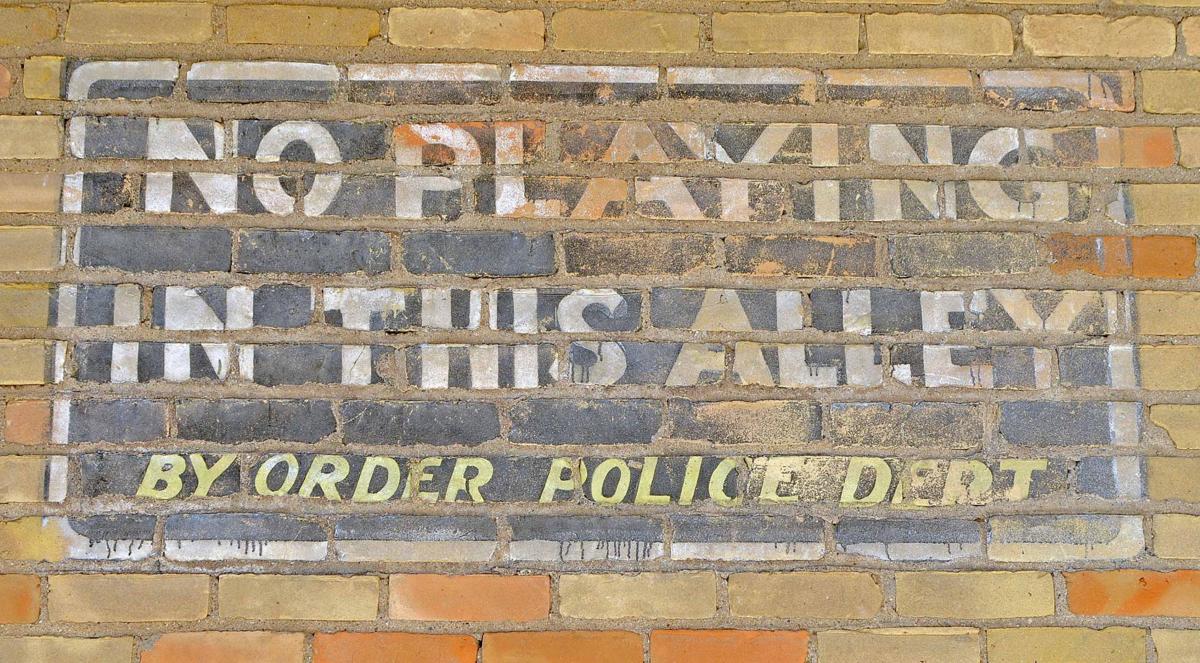 NO PLAYING
IN THIS ALLEY
BY ORDER POLICE DEPT